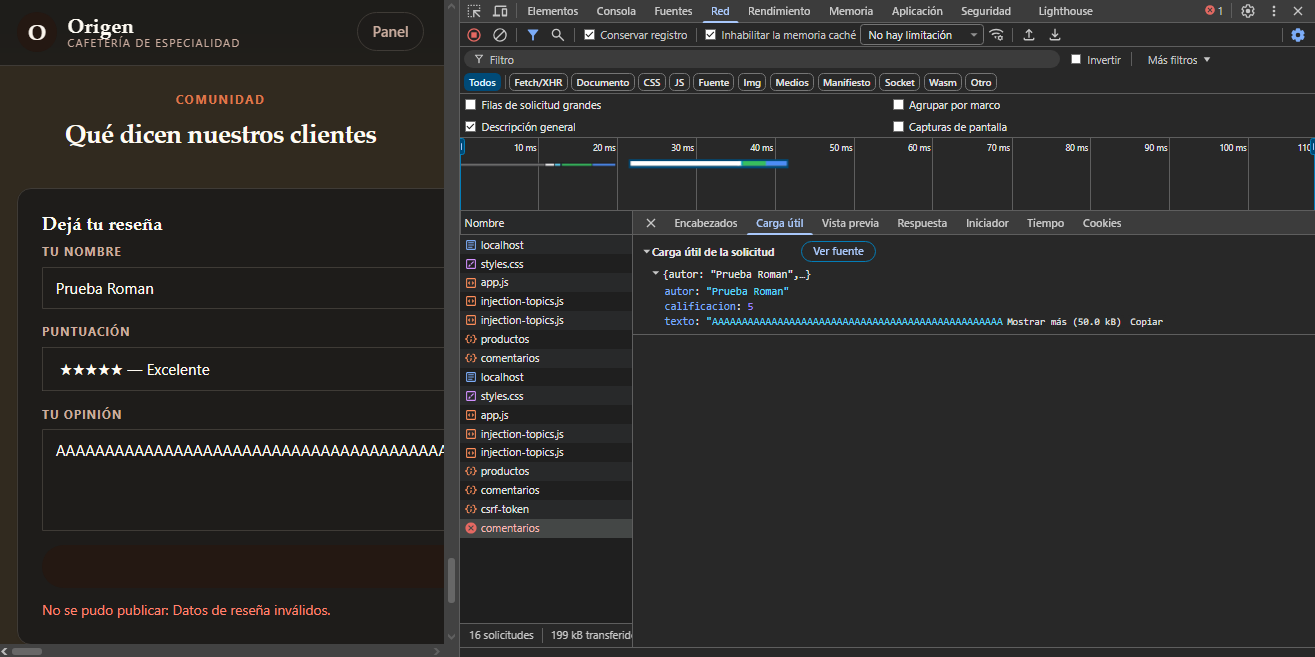 O
Origen
CAFETERÍA DE ESPECIALIDAD
Panel
COMUNIDAD
Qué dicen nuestros clientes
Dejá tu reseña
TU NOMBRE
Prueba Roman
PUNTUACIÓN
★★★★★ — Excelente
TU OPINIÓN
AAAAAAAAAAAAAAAAAAAAAAAAAAAAAAAAAAAAAAAA
No se pudo publicar: Datos de reseña inválidos.
Elementos Consola Fuentes Red Rendimiento Memoria Aplicación Seguridad Lighthouse 1
Conservar registro Inhabilitar la memoria caché No hay limitación
Filtro Invertir Más filtros
Todos Fetch/XHR Documento CSS JS Fuente Img Medios Manifiesto Socket Wasm Otro
Filas de solicitud grandes Agrupar por marco
Descripción general Capturas de pantalla
10 ms 20 ms 30 ms 40 ms 50 ms 60 ms 70 ms 80 ms 90 ms 100 ms 110
Nombre
localhost
styles.css
app.js
injection-topics.js
injection-topics.js
productos
comentarios
localhost
styles.css
app.js
injection-topics.js
injection-topics.js
productos
comentarios
csrf-token
comentarios
16 solicitudes 199 kB transferid
Encabezados Carga útil Vista previa Respuesta Iniciador Tiempo Cookies
Carga útil de la solicitud Ver fuente
{autor: "Prueba Roman",…}
autor: "Prueba Roman"
calificacion: 5
texto: "AAAAAAAAAAAAAAAAAAAAAAAAAAAAAAAAAAAAAAAAAAAAAAAAA Mostrar más (50.0 kB) Copiar